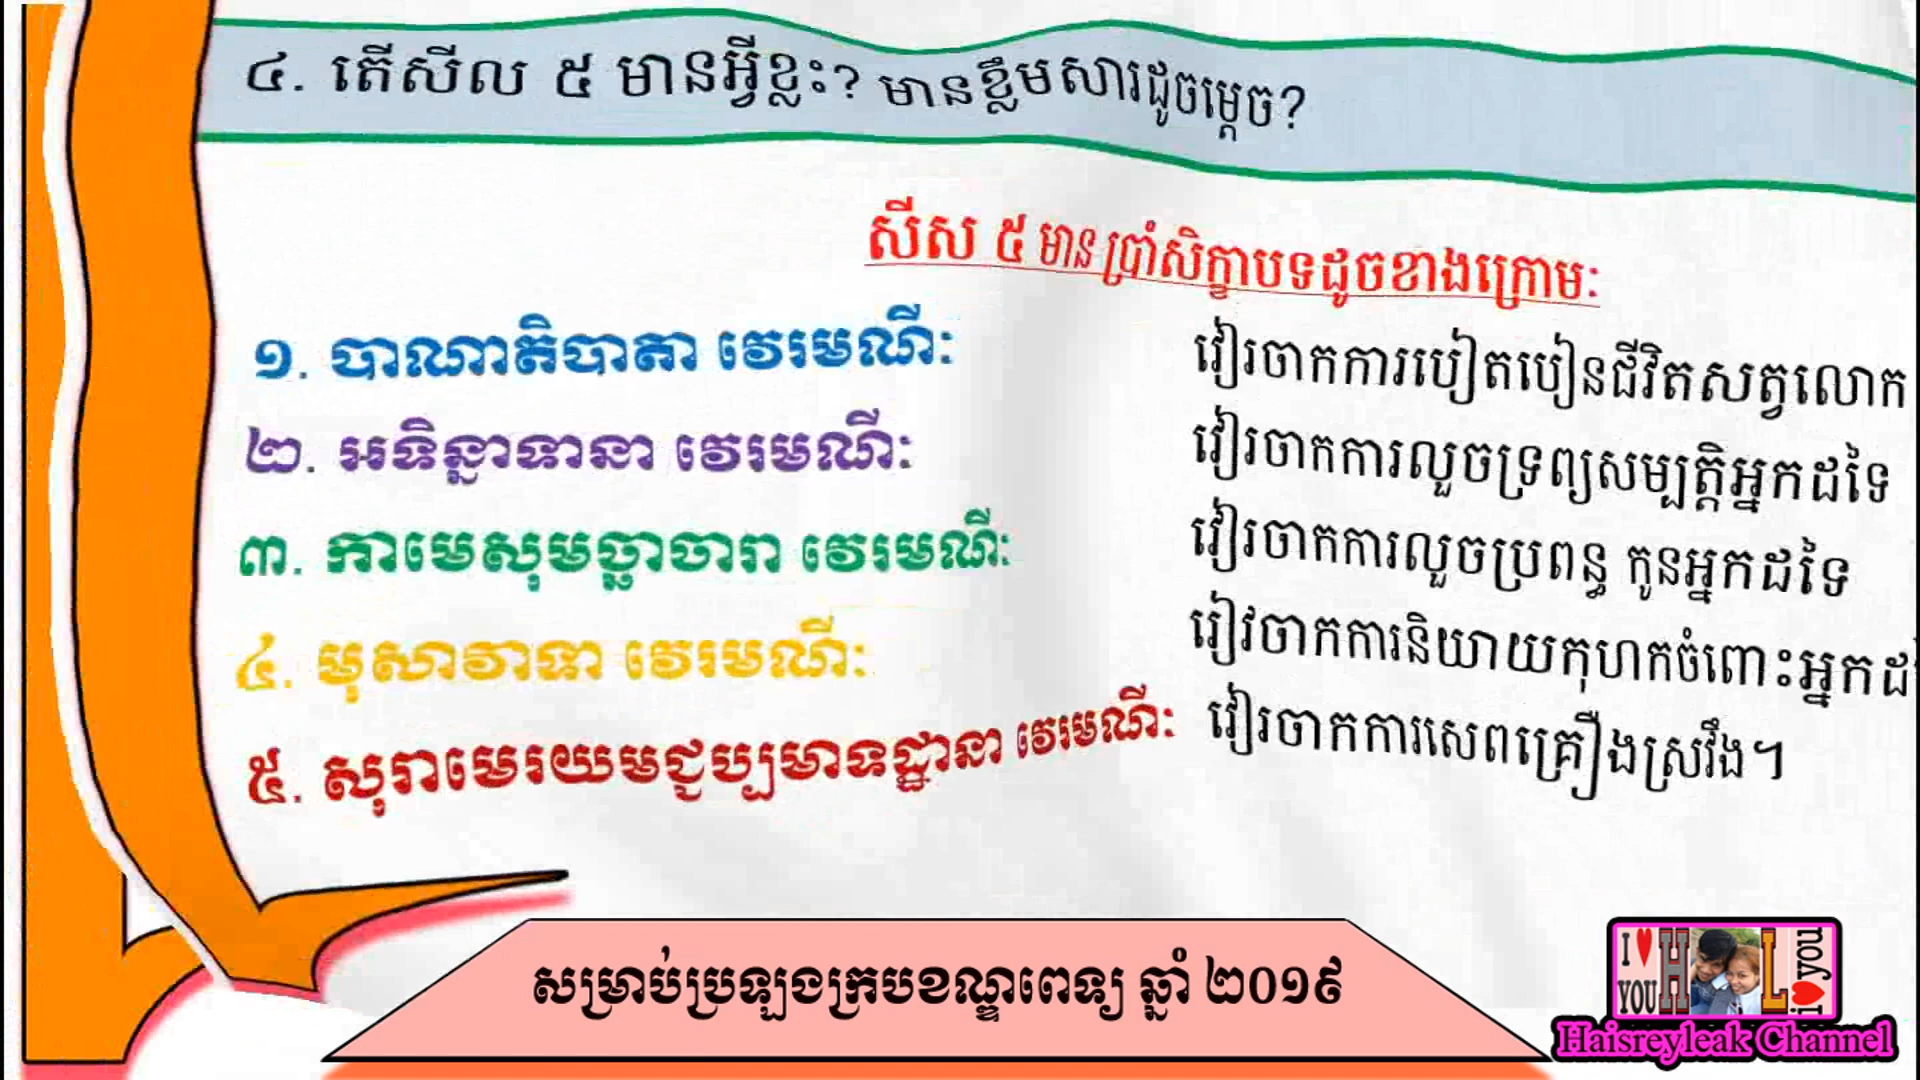 ៤. តើសីល ៥ មានអ្វីខ្លះ? មានខ្លឹមសារដូចម្ដេច?
សីស ៥ មាន ប្រាំសិក្ខាបទដូចខាងក្រោមៈ
១. បាណាតិបាតា វេរមណីៈ វៀរចាកការបៀតបៀនជីវិតសត្វលោក
២. អទិន្នាទានា វេរមណីៈ វៀរចាកការលួចទ្រព្យសម្បត្តិអ្នកដទៃ
៣. កាមេសុមច្ឆាចារា វេរមណីៈ វៀរចាកការលួចប្រពន្ធ កូនអ្នកដទៃ
៤. មុសាវាទា វេរមណីៈ រៀវចាកការនិយាយកុហកចំពោះអ្នកដ
៥. សុរាមេរយមជ្ជប្បមាទដ្ឋានា វេរមណីៈ វៀរចាកការសេពគ្រឿងស្រវឹង។
សម្រាប់ប្រឡងក្របខណ្ឌពេទ្យ ឆ្នាំ ២០១៩
I ♥ YOU H L i ♥ you
Haisreyleak Channel